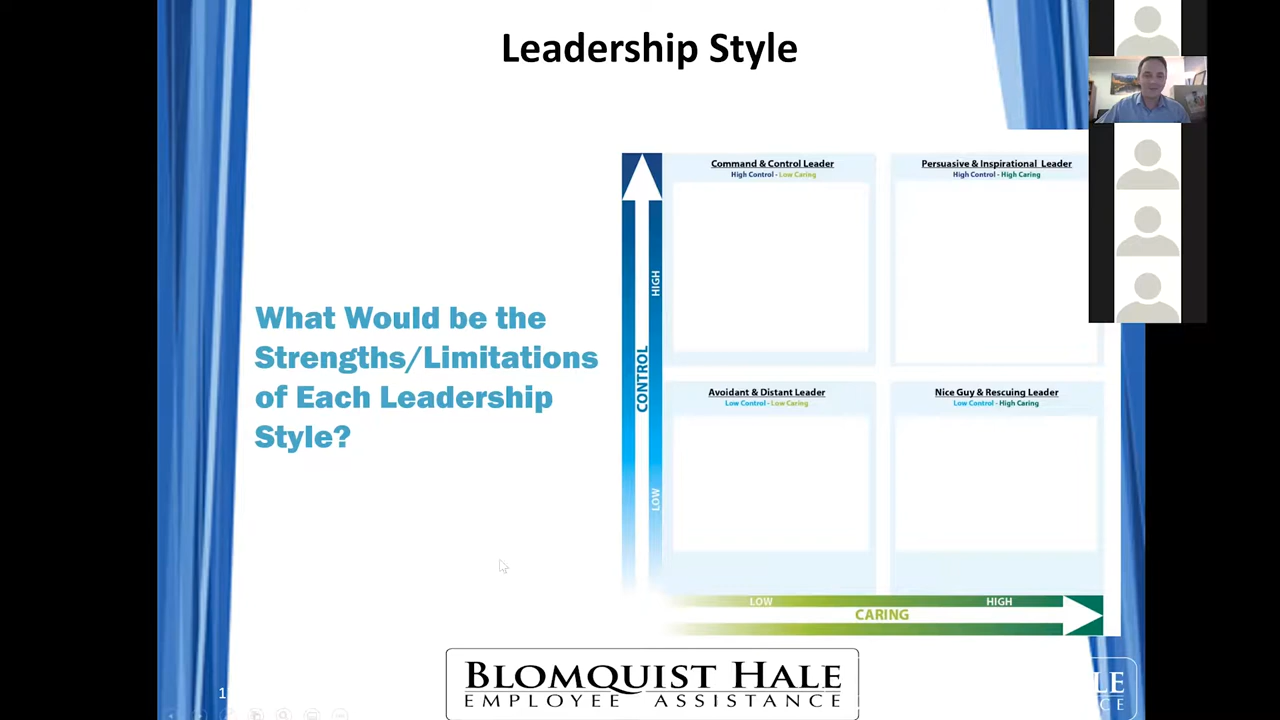 Leadership Style
What Would be the
Strengths/Limitations
of Each Leadership
Style?
CONTROL
HIGH
LOW
Command & Control Leader
High Control - Low Caring
Persuasive & Inspirational Leader
High Control - High Caring
Avoidant & Distant Leader
Low Control - Low Caring
Nice Guy & Rescuing Leader
Low Control - High Caring
LOW
HIGH
CARING
BLOMQUIST HALE
EMPLOYEE ASSISTANCE
LE
CE
1